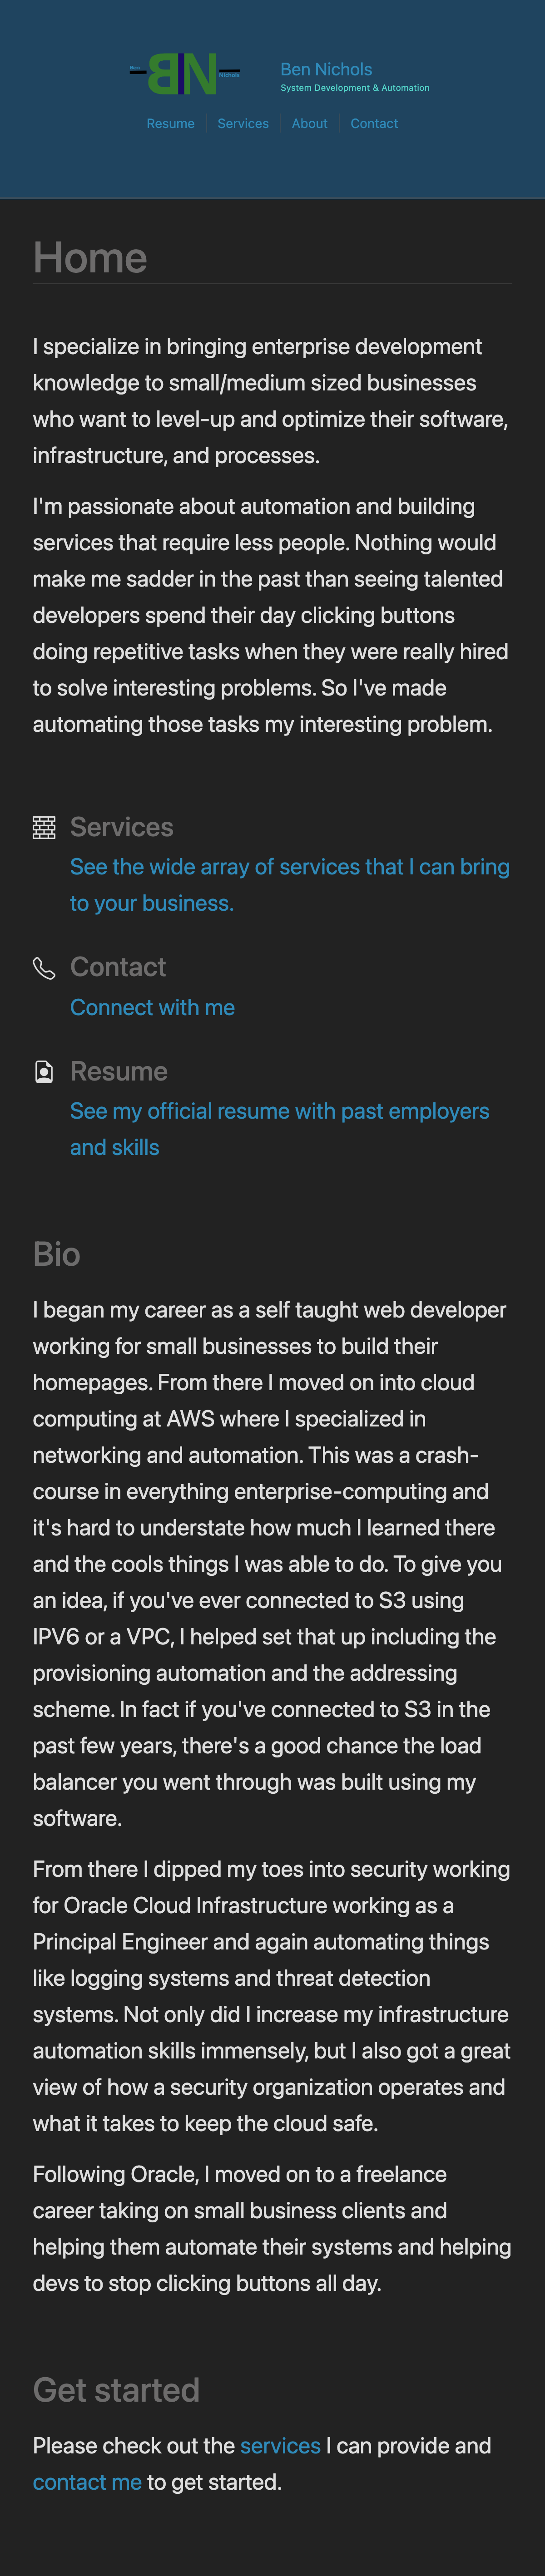 Ben
BN
Nichols
Ben Nichols
System Development & Automation
Resume
Services
About
Contact
Home
I specialize in bringing enterprise development
knowledge to small/medium sized businesses
who want to level-up and optimize their software,
infrastructure, and processes.
I'm passionate about automation and building
services that require less people. Nothing would
make me sadder in the past than seeing talented
developers spend their day clicking buttons
doing repetitive tasks when they were really hired
to solve interesting problems. So I've made
automating those tasks my interesting problem.
Services
See the wide array of services that I can bring
to your business.
Contact
Connect with me
Resume
See my official resume with past employers
and skills
Bio
I began my career as a self taught web developer
working for small businesses to build their
homepages. From there I moved on into cloud
computing at AWS where I specialized in
networking and automation. This was a crash-
course in everything enterprise-computing and
it's hard to understate how much I learned there
and the cools things I was able to do. To give you
an idea, if you've ever connected to S3 using
IPV6 or a VPC, I helped set that up including the
provisioning automation and the addressing
scheme. In fact if you've connected to S3 in the
past few years, there's a good chance the load
balancer you went through was built using my
software.
From there I dipped my toes into security working
for Oracle Cloud Infrastructure working as a
Principal Engineer and again automating things
like logging systems and threat detection
systems. Not only did I increase my infrastructure
automation skills immensely, but I also got a great
view of how a security organization operates and
what it takes to keep the cloud safe.
Following Oracle, I moved on to a freelance
career taking on small business clients and
helping them automate their systems and helping
devs to stop clicking buttons all day.
Get started
Please check out the services I can provide and
contact me to get started.